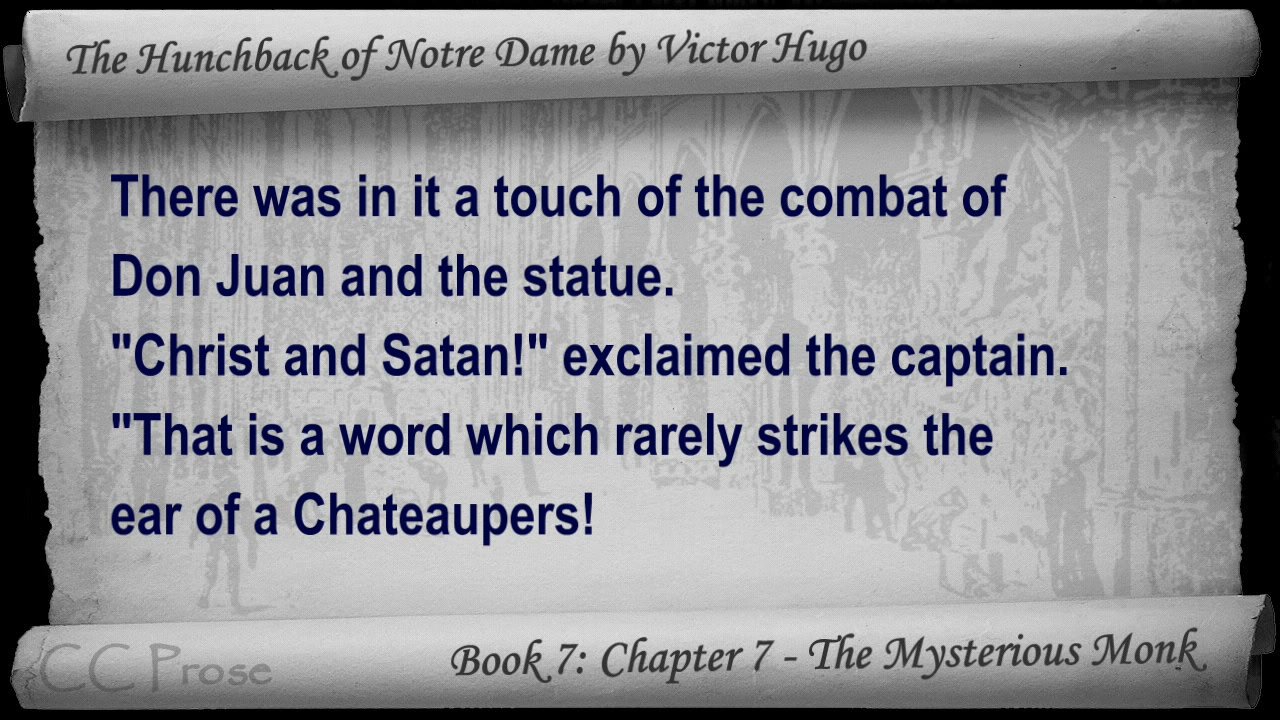 The Hunchback of Notre Dame by Victor Hugo
There was in it a touch of the combat of
Don Juan and the statue.
"Christ and Satan!" exclaimed the captain.
"That is a word which rarely strikes the
ear of a Chateaupers!
CC Prose
Book 7: Chapter 7 - The Mysterious Monk